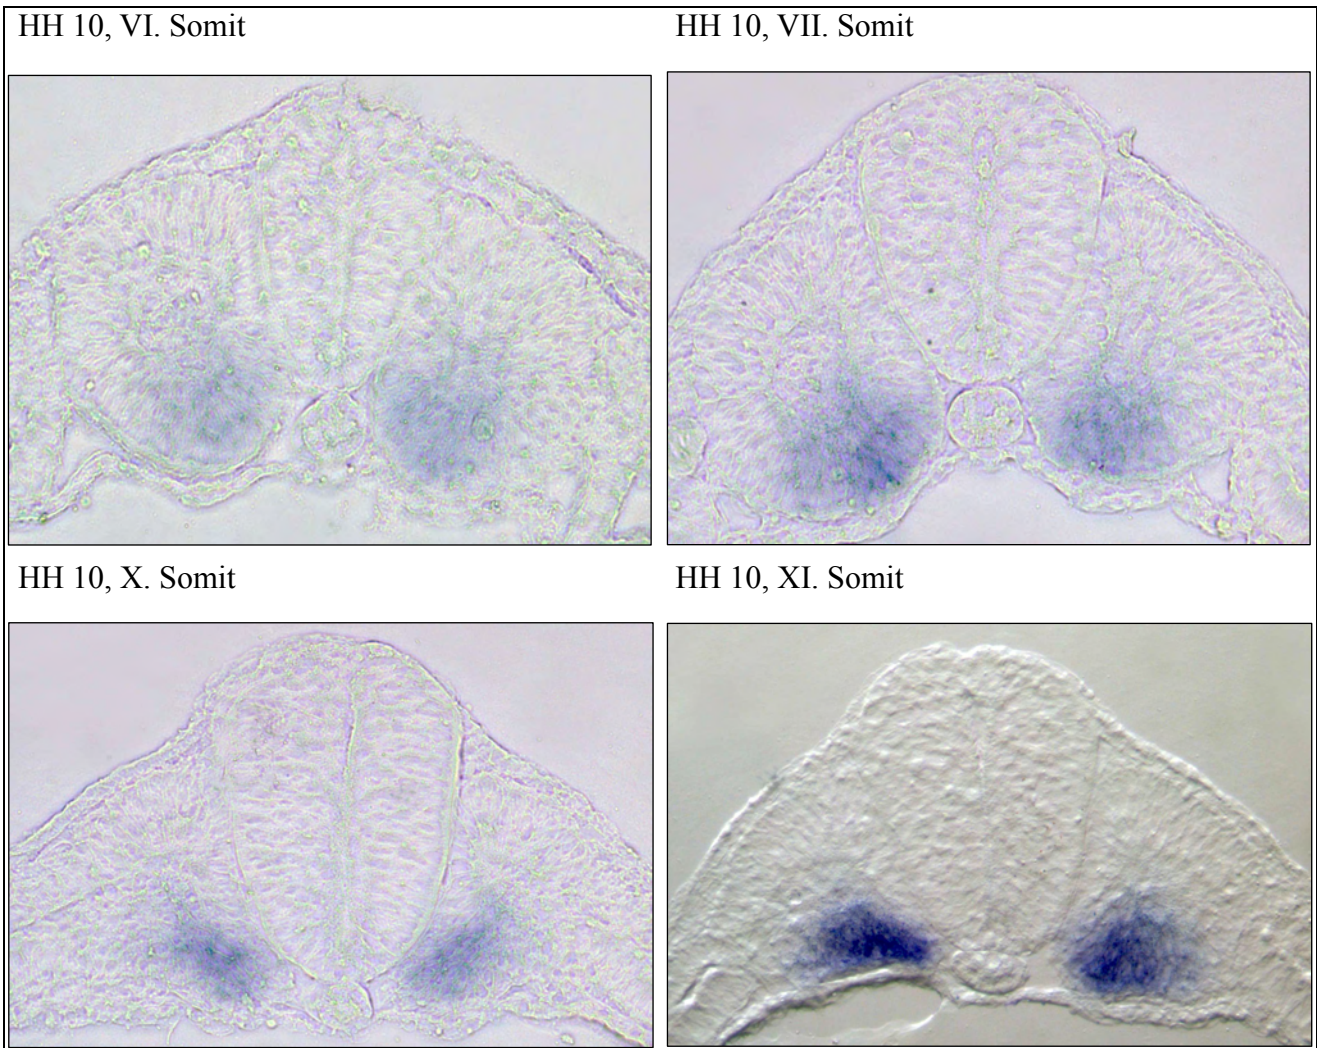 HH 10, VI. Somit
HH 10, VII. Somit
HH 10, X. Somit
HH 10, XI. Somit